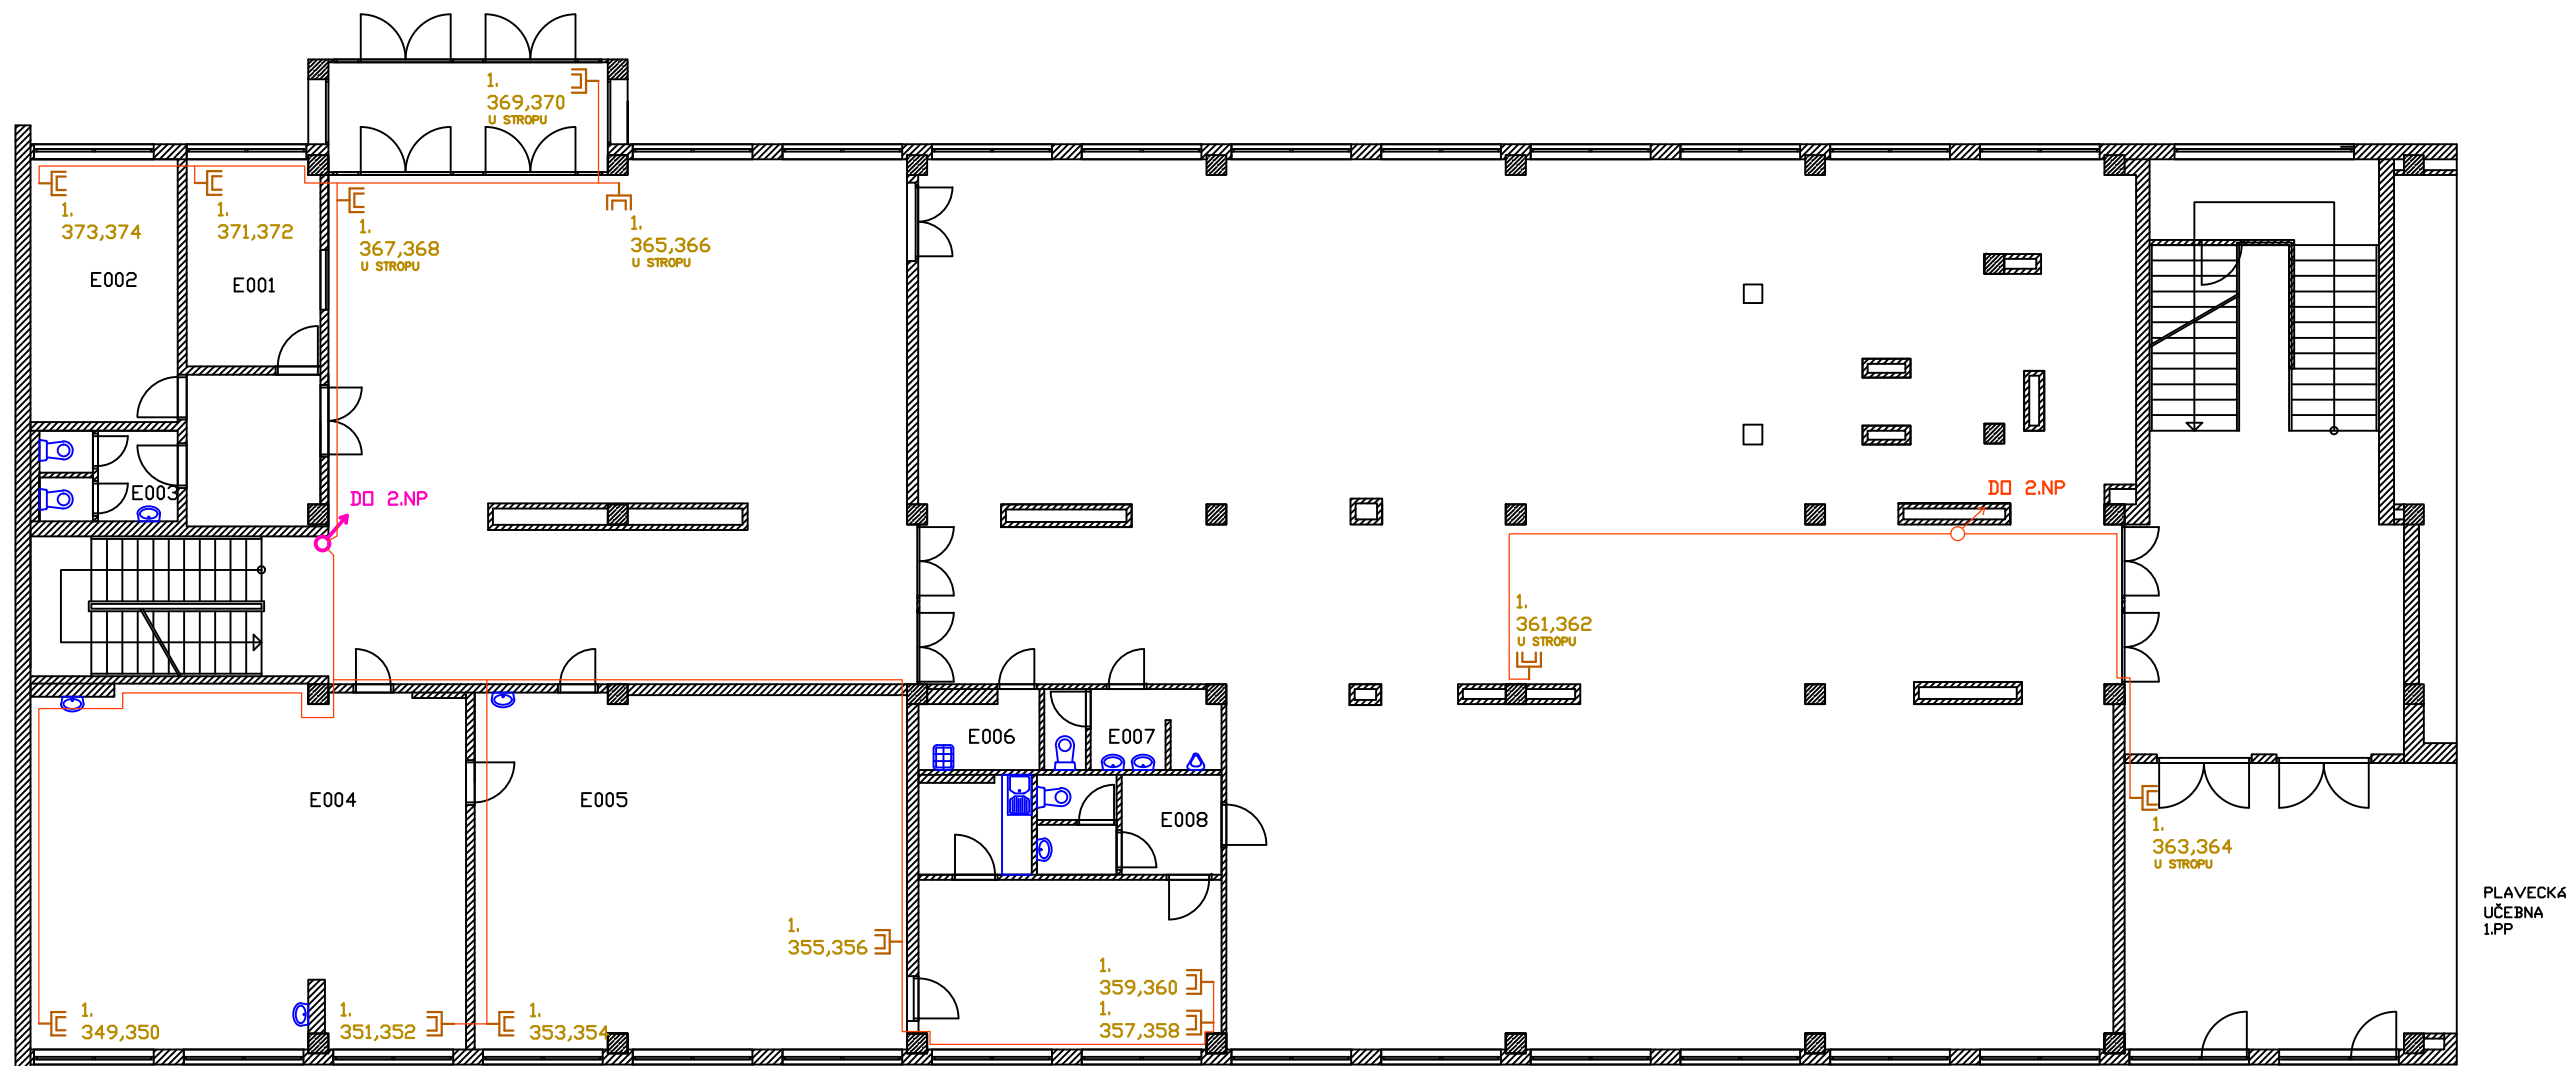 1.
369,370
U STROPU
1.
373,374
1.
371,372
1.
367,368
U STROPU
1.
365,366
U STROPU
E002
E001
E003
DO 2.NP
DO 2.NP
1.
361,362
U STROPU
E006
E007
E004
E005
E008
1.
363,364
U STROPU
PLAVECKÁ
UČEBNA
1.PP
1.
355,356
1.
359,360
1.
357,358
1.
349,350
1.
351,352
1.
353,354